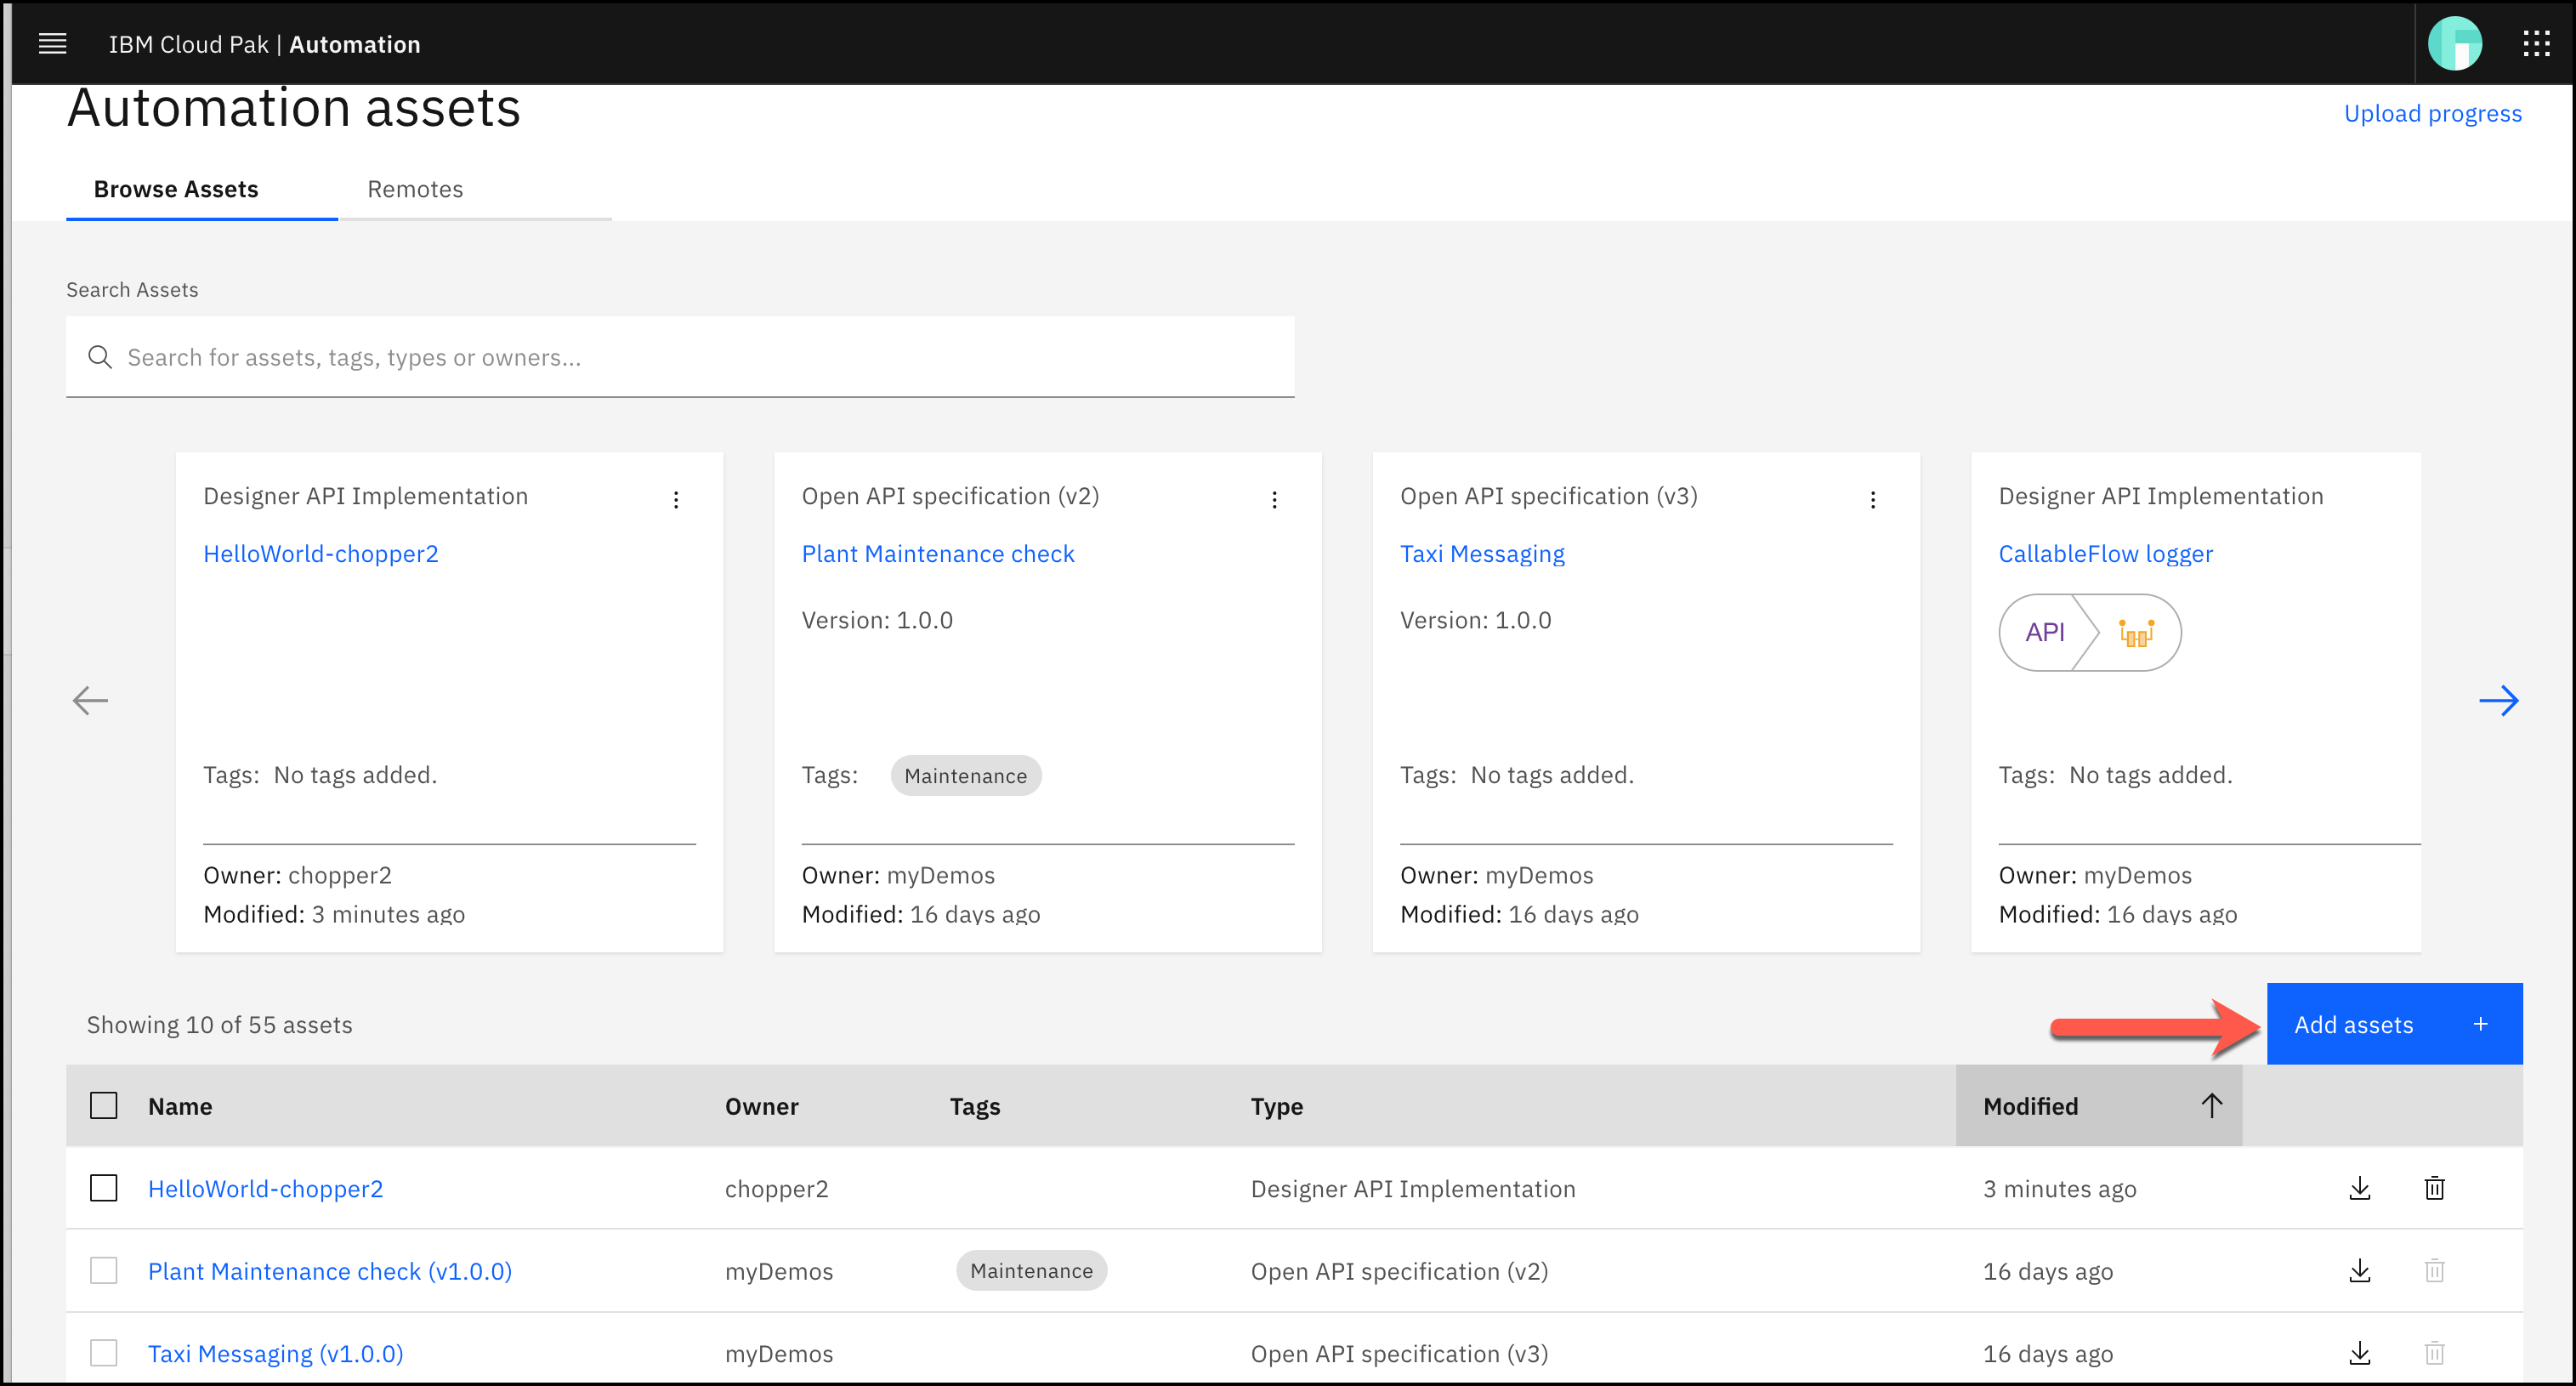 IBM Cloud Pak | Automation
Automation assets
Upload progress
Browse Assets
Remotes
Search Assets
Search for assets, tags, types or owners...
Designer API Implementation
HelloWorld-chopper2
Tags: No tags added.
Owner: chopper2
Modified: 3 minutes ago
Open API specification (v2)
Plant Maintenance check
Version: 1.0.0
Tags: Maintenance
Owner: myDemos
Modified: 16 days ago
Open API specification (v3)
Taxi Messaging
Version: 1.0.0
Tags: No tags added.
Owner: myDemos
Modified: 16 days ago
Designer API Implementation
CallableFlow logger
API
Tags: No tags added.
Owner: myDemos
Modified: 16 days ago
Showing 10 of 55 assets
Add assets +
Name Owner Tags Type Modified
HelloWorld-chopper2 chopper2 Designer API Implementation 3 minutes ago
Plant Maintenance check (v1.0.0) myDemos Maintenance Open API specification (v2) 16 days ago
Taxi Messaging (v1.0.0) myDemos Open API specification (v3) 16 days ago